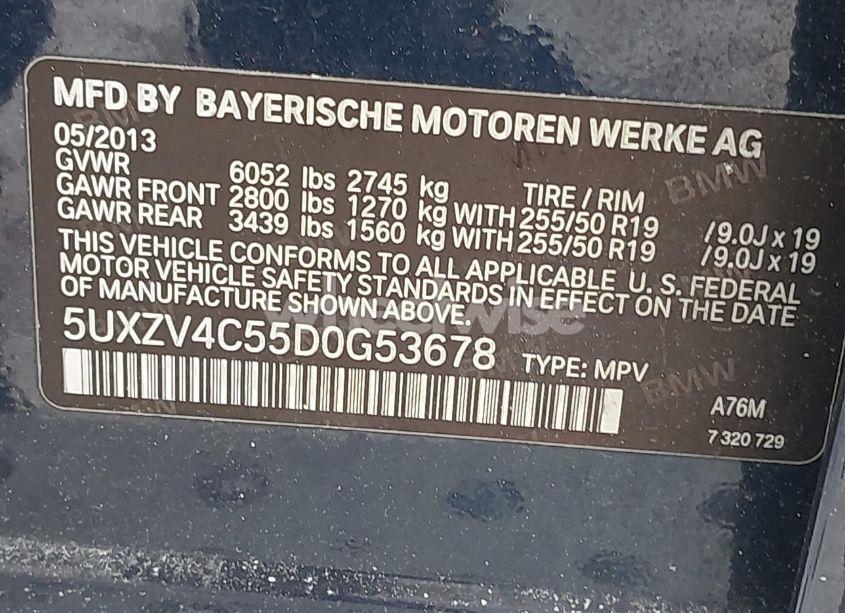 MFD BY BAYERISCHE MOTOREN WERKE AG
05/2013
GVWR 6052 lbs 2745 kg TIRE / RIM
GAWR FRONT 2800 lbs 1270 kg WITH 255/50 R19 /9.0J x 19
GAWR REAR 3439 lbs 1560 kg WITH 255/50 R19 /9.0J x 19
THIS VEHICLE CONFORMS TO ALL APPLICABLE U. S. FEDERAL
MOTOR VEHICLE SAFETY STANDARDS IN EFFECT ON THE DATE
OF MANUFACTURE SHOWN ABOVE.
5UXZV4C55D0G53678 TYPE: MPV
A76M
7 320 729
BMW
BMW